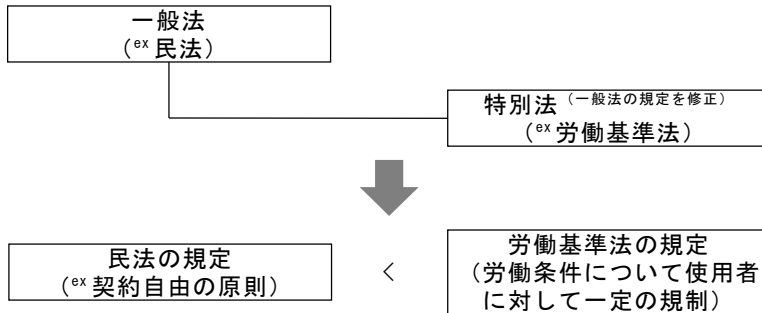 一般法
（ex 民法）
特別法（一般法の規定を修正）
（ex 労働基準法）
民法の規定
（ex 契約自由の原則）
＜
労働基準法の規定
（労働条件について使用者
に対して一定の規制）